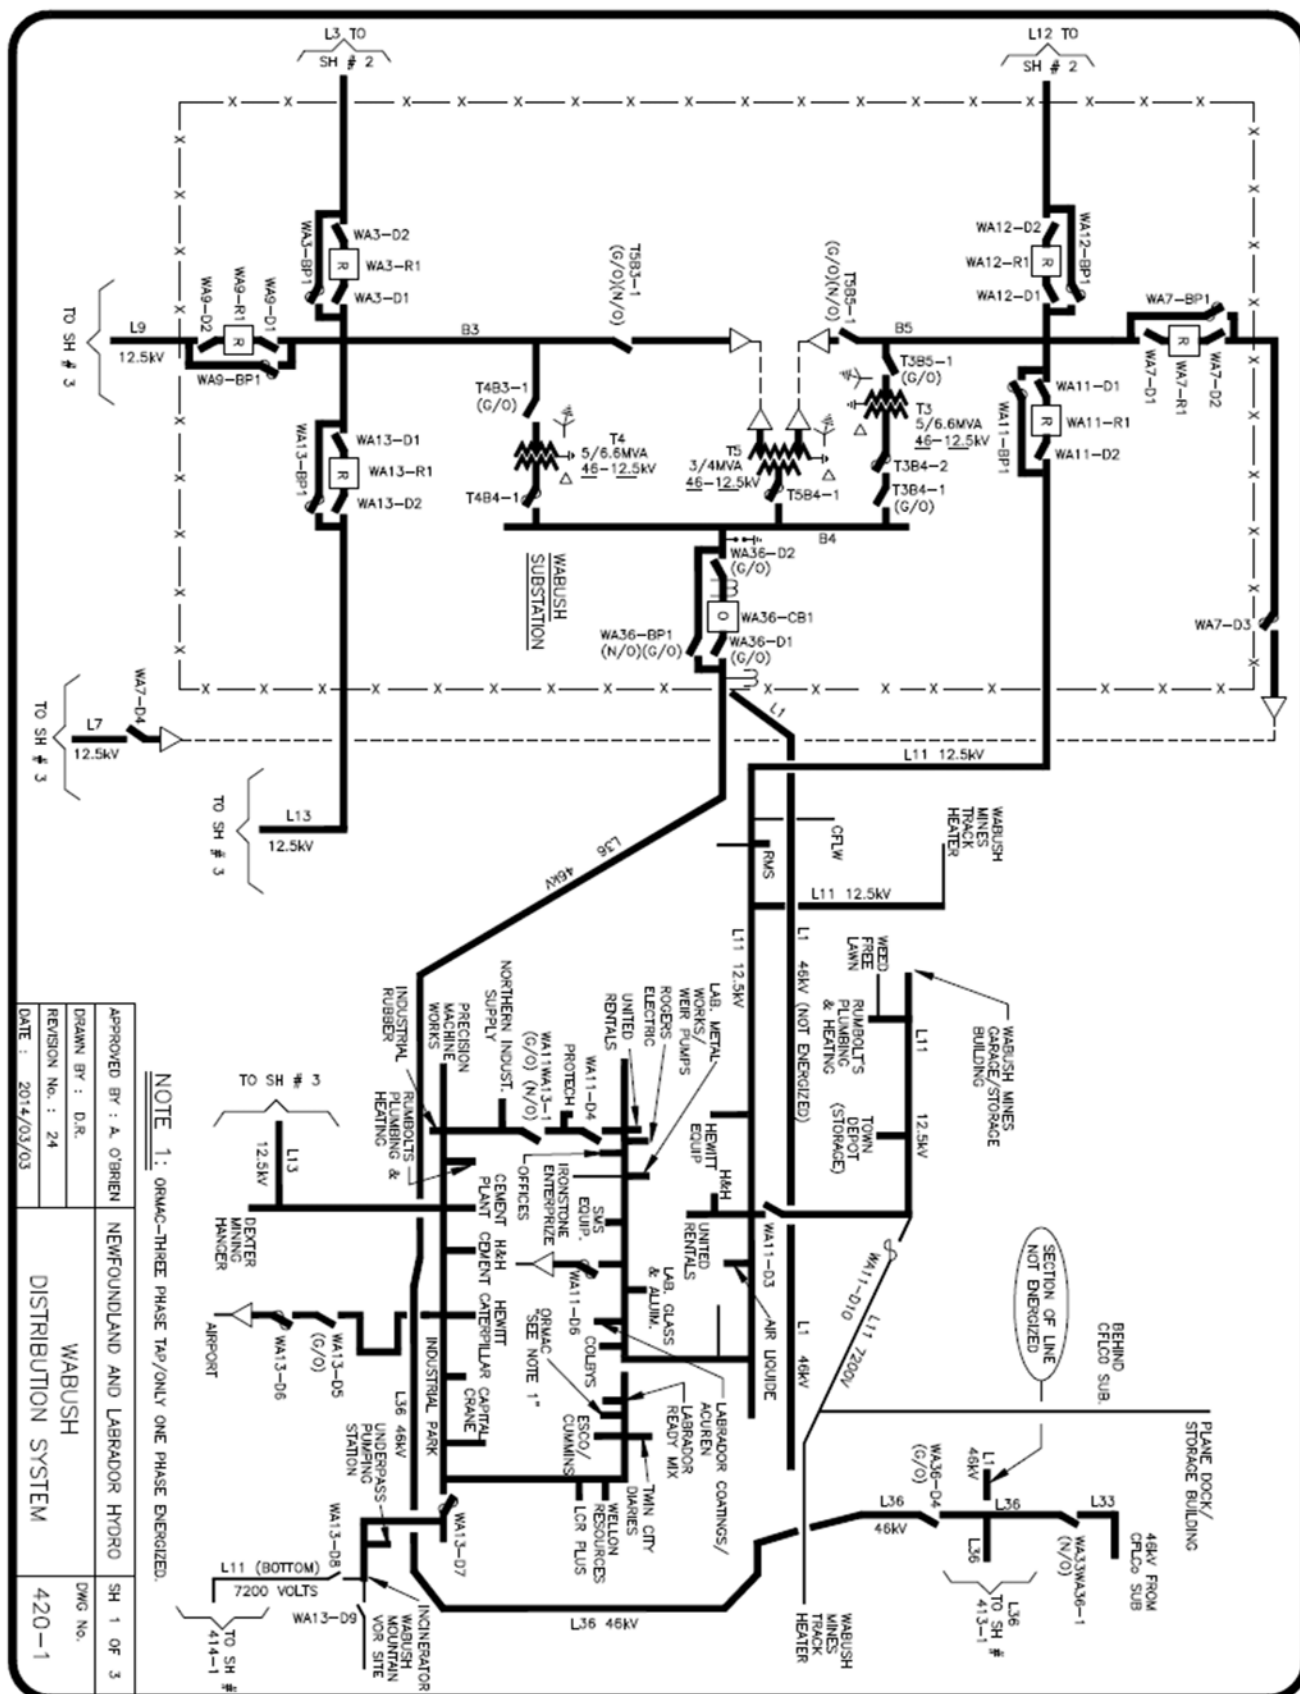 L3 TO
SH # 2
L12 TO
SH # 2
WA3-D2
WA3-R1
WA3-D1
WA3-BP1
R
WA9-D2
WA9-R1
WA9-D1
WA9-BP1
R
L9
12.5kV
TO SH # 3
B3
T5B3-1
(G/O)(N/O)
T5B5-1
(G/O)(N/O)
B5
WA12-D2
WA12-R1
WA12-D1
WA12-BP1
R
WA7-BP1
WA7-D1
WA7-R1
WA7-D2
R
WA11-D1
WA11-R1
WA11-D2
WA11-BP1
R
WA13-D1
WA13-R1
WA13-D2
WA13-BP1
R
T4B3-1
(G/O)
T4
5/6.6MVA
46-12.5kV
T4B4-1
T5
3/4MVA
46-12.5kV
T5B4-1
T3B5-1
(G/O)
T3
5/6.6MVA
46-12.5kV
T3B4-2
T3B4-1
(G/O)
B4
WABUSH
SUBSTATION
WA36-D2
(G/O)
WA36-CB1
O
WA36-D1
(G/O)
WA36-BP1
(N/O)(G/O)
WA7-D3
WA7-D4
L7
12.5kV
TO SH # 3
L13
12.5kV
TO SH # 3
L1
L11 12.5kV
L36
46kV
CFLW
RMS
WABUSH
MINES
TRACK
HEATER
L11 12.5kV
L11 12.5kV
L1 46kV (NOT ENERGIZED)
WEED
FREE
LAWN
RUMBOLT'S
PLUMBING
& HEATING
WABUSH MINES
GARAGE/STORAGE
BUILDING
L11 12.5kV
TOWN
DEPOT
(STORAGE)
INDUSTRIAL
RUBBER
PRECISION
MACHINE
WORKS
NORTHERN INDUST.
SUPPLY
WA11WA13-1
(G/O) (N/O)
PROTECH
WA11-D4
UNITED
RENTALS
ROGERS
ELECTRIC
LAB. METAL
WORKS/
WEIR PUMPS
HEWITT
EQUIP
H&H
UNITED
RENTALS
WA11-D3
AIR LIQUIDE
WA11-D10
L11 7200V
L1 46kV
SECTION OF LINE
NOT ENERGIZED
BEHIND
CFLCO SUB.
PLANE DOCK/
STORAGE BUILDING
RUMBOLTS
PLUMBING &
HEATING
OFFICES
IRONSTONE
ENTERPRIZE
SMS
EQUIP.
WA11-D6
LAB. GLASS
& ALUIM.
COLBYS
ORMAC
"SEE NOTE 1"
ESCO/
CUMMINS
LABRADOR
READY MIX
LABRADOR COATINGS/
ACUREN
TWIN CITY
DIARIES
WELLON
RESOURCES
LCR PLUS
TO SH # 3
L13
12.5kV
DEXTER
MINING
HANGER
CEMENT
PLANT
H&H
CEMENT
HEWITT
CATERPILLAR
CAPITAL
CRANE
INDUSTRIAL PARK
L36 46kV
AIRPORT
WA13-D6
WA13-D5
(G/O)
UNDERPASS
PUMPING
STATION
WA13-D7
WA13-D8
L11 (BOTTOM)
7200 VOLTS
WA13-D9
TO SH #
414-1
INCINERATOR
WABUSH
MOUNTAIN
VOR SITE
L36 46kV
WABUSH
MINES
TRACK
HEATER
L36
46kV
WA36-D4
(G/O)
L1
46kV
L36
L36
L36
TO SH #
413-1
WA33WA36-1
(N/O)
L33
46kV FROM
CFLCo SUB
NOTE 1: ORMAC-THREE PHASE TAP/ONLY ONE PHASE ENERGIZED.
APPROVED BY : A. O'BRIEN
DRAWN BY : D.R.
REVISION No. : 24
DATE : 2014/03/03
NEWFOUNDLAND AND LABRADOR HYDRO
WABUSH
DISTRIBUTION SYSTEM
SH 1 OF 3
DWG No.
420-1